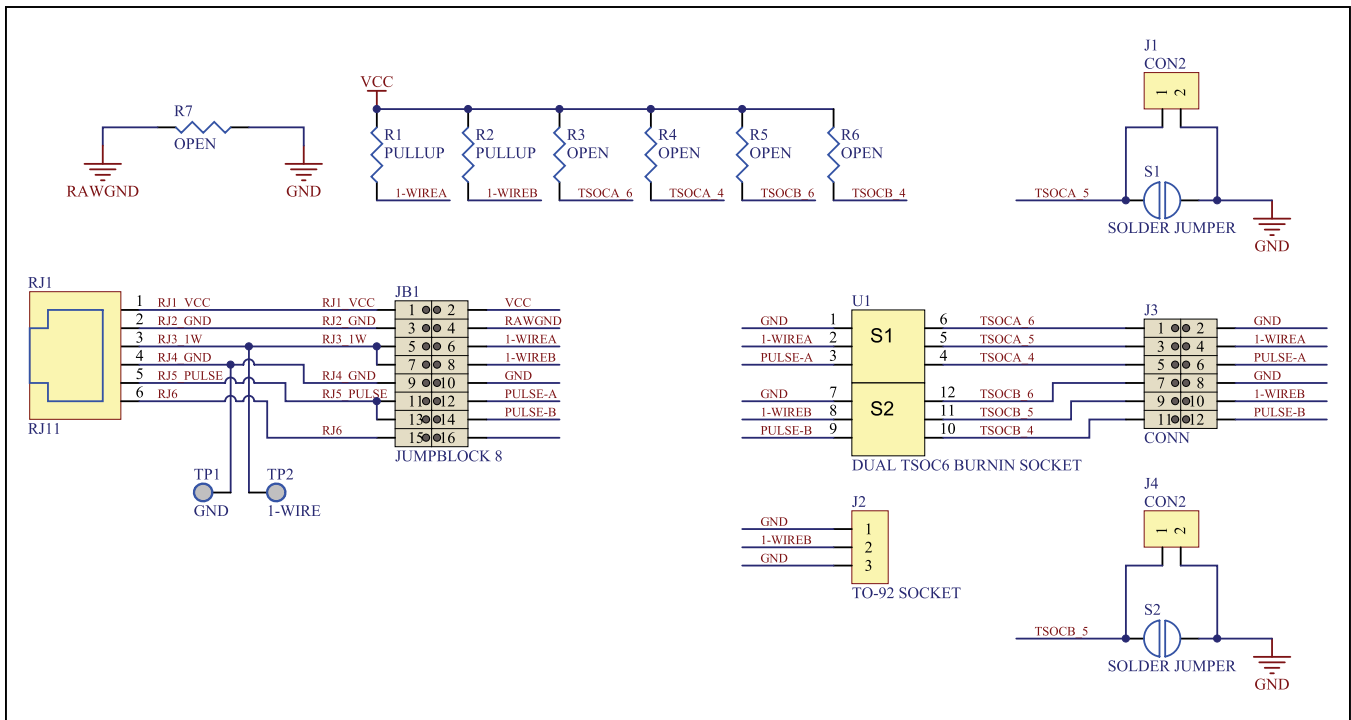 J1
CON2
1 2
R7
OPEN
RAWGND
GND
VCC
R1
PULLUP
R2
PULLUP
R3
OPEN
R4
OPEN
R5
OPEN
R6
OPEN
1-WIREA
1-WIREB
TSOCA_6
TSOCA_4
TSOCB_6
TSOCB_4
TSOCA_5
S1
SOLDER JUMPER
GND
RJ1
1 RJ1_VCC
2 RJ2_GND
3 RJ3_1W
4 RJ4_GND
5 RJ5_PULSE
6 RJ6
RJ11
JB1
RJ1_VCC 1 2 VCC
RJ2_GND 3 4 RAWGND
RJ3_1W 5 6 1-WIREA
7 8 1-WIREB
RJ4_GND 9 10 GND
RJ5_PULSE 11 12 PULSE-A
13 14 PULSE-B
RJ6 15 16
JUMPBLOCK 8
TP1
GND
TP2
1-WIRE
U1
GND 1 S1 6 TSOCA_6
1-WIREA 2 5 TSOCA_5
PULSE-A 3 4 TSOCA_4
GND 7 S2 12 TSOCB_6
1-WIREB 8 11 TSOCB_5
PULSE-B 9 10 TSOCB_4
DUAL TSOC6 BURNIN SOCKET
J3
1 2 GND
3 4 1-WIREA
5 6 PULSE-A
7 8 GND
9 10 1-WIREB
11 12 PULSE-B
CONN
J2
GND 1
1-WIREB 2
GND 3
TO-92 SOCKET
J4
CON2
1 2
TSOCB_5
S2
SOLDER JUMPER
GND